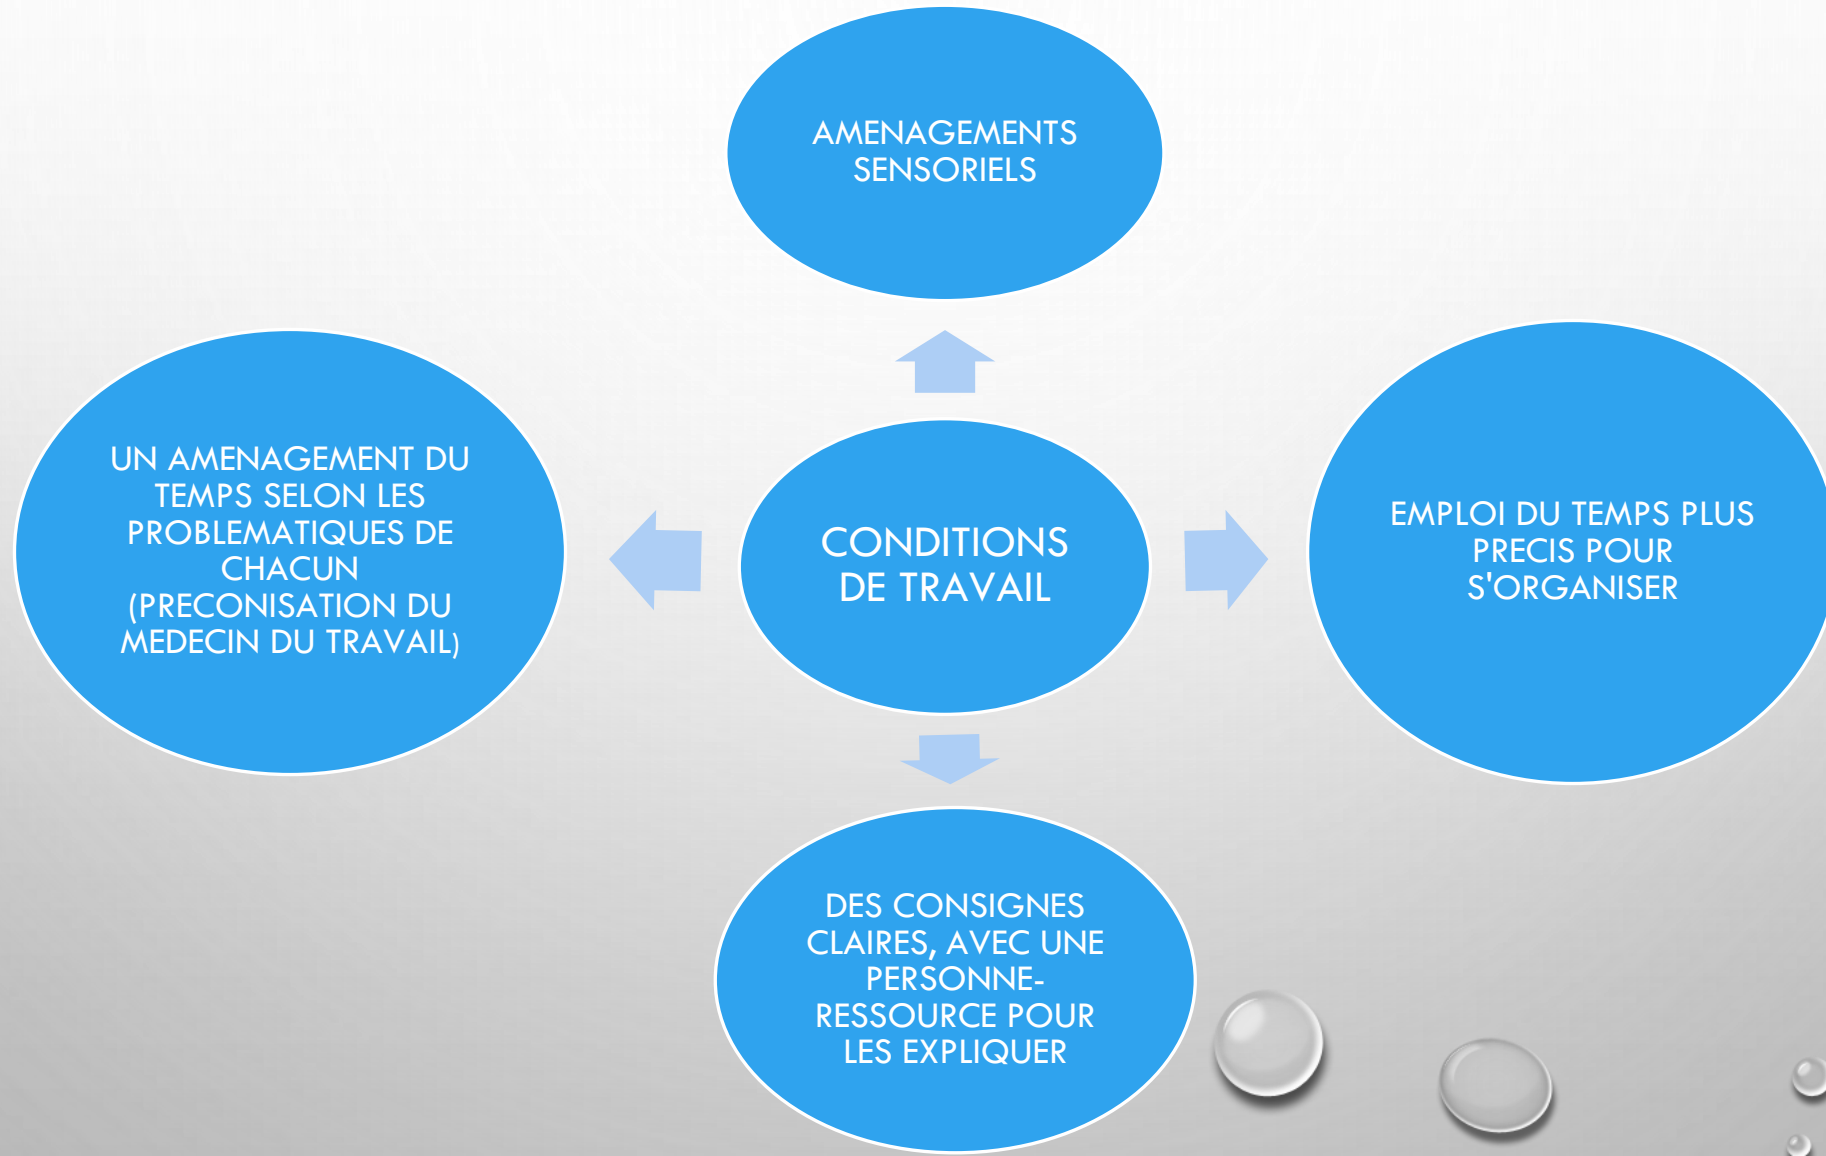 AMENAGEMENTS
SENSORIELS
UN AMENAGEMENT DU
TEMPS SELON LES
PROBLEMATIQUES DE
CHACUN
(PRECONISATION DU
MEDECIN DU TRAVAIL)
CONDITIONS
DE TRAVAIL
EMPLOI DU TEMPS PLUS
PRECIS POUR
S'ORGANISER
DES CONSIGNES
CLAIRES, AVEC UNE
PERSONNE-
RESSOURCE POUR
LES EXPLIQUER